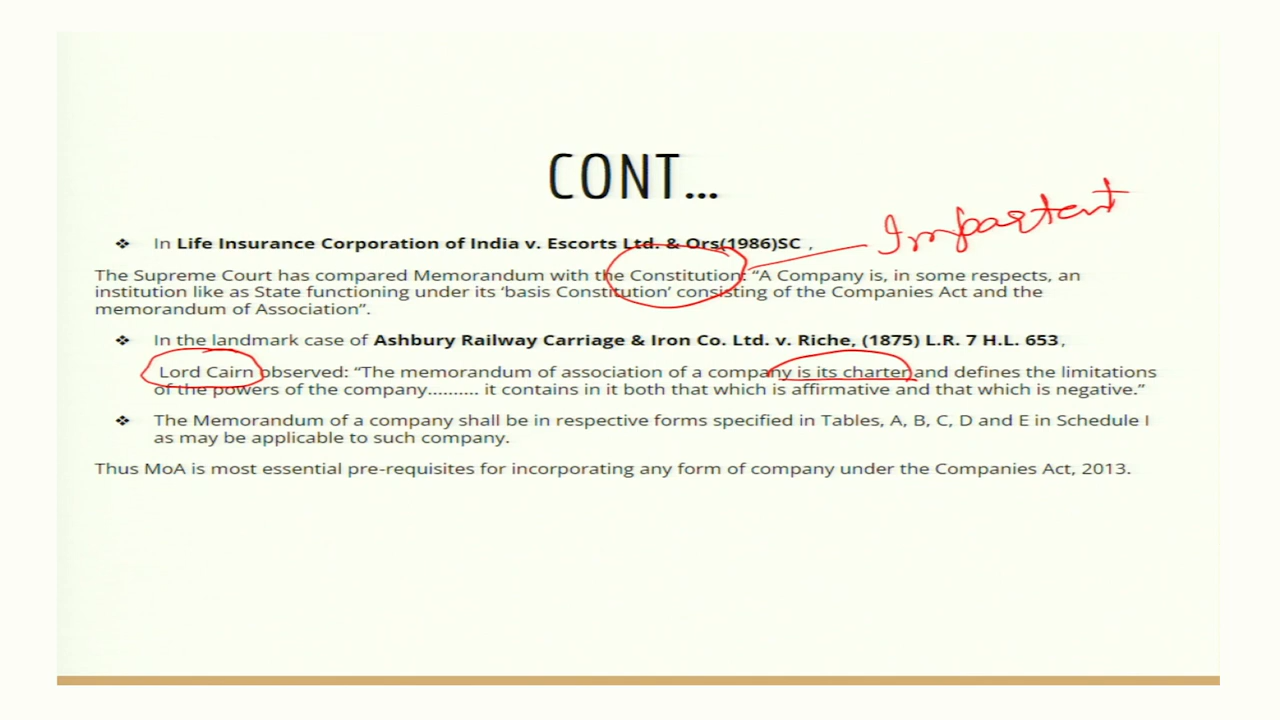 CONT...
Important
❖ In Life Insurance Corporation of India v. Escorts Ltd. & Ors(1986)SC ,
The Supreme Court has compared Memorandum with the Constitution: “A Company is, in some respects, an
institution like as State functioning under its ‘basis Constitution’ consisting of the Companies Act and the
memorandum of Association”.
❖ In the landmark case of Ashbury Railway Carriage & Iron Co. Ltd. v. Riche, (1875) L.R. 7 H.L. 653,
Lord Cairn observed: “The memorandum of association of a company is its charter and defines the limitations
of the powers of the company.......... it contains in it both that which is affirmative and that which is negative.”
❖ The Memorandum of a company shall be in respective forms specified in Tables, A, B, C, D and E in Schedule I
as may be applicable to such company.
Thus MoA is most essential pre-requisites for incorporating any form of company under the Companies Act, 2013.